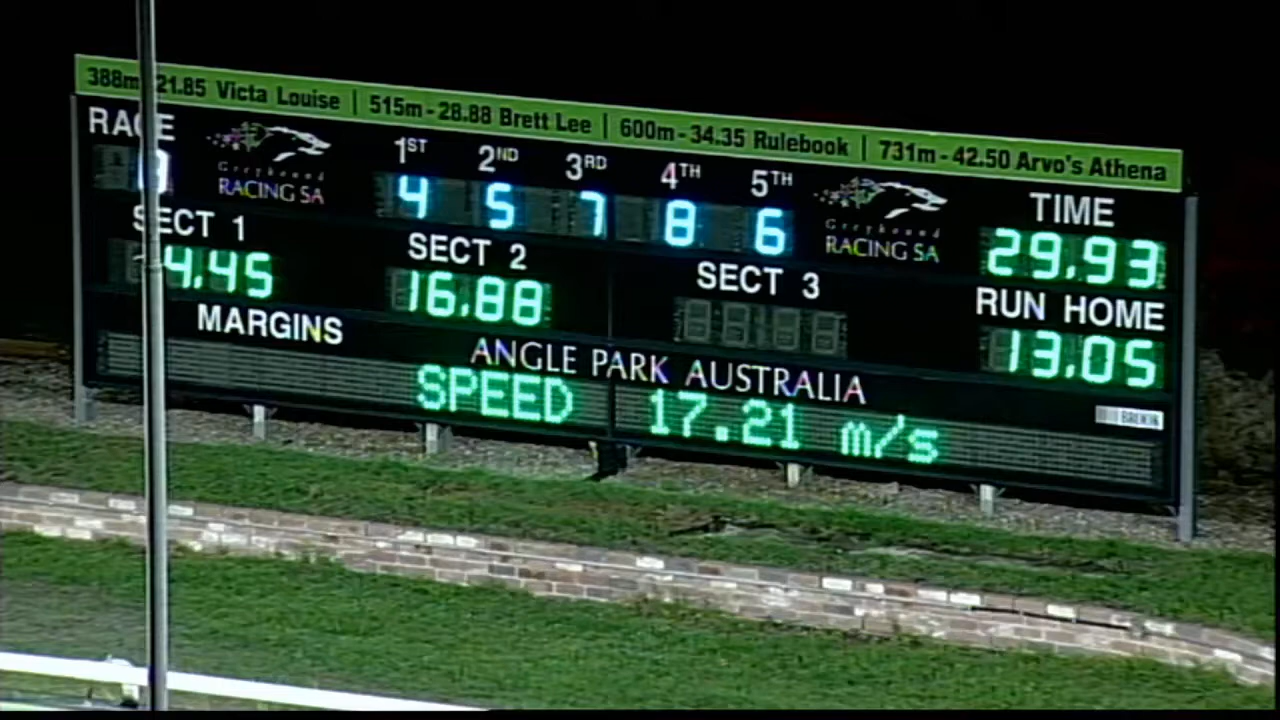 388m 21.85 Victa Louise | 515m - 28.88 Brett Lee | 600m - 34.35 Rulebook | 731m - 42.50 Arvo's Athena
RACE
Greyhound
RACING SA
1ST 2ND 3RD 4TH 5TH
4 5 7 8 6
Greyhound
RACING SA
TIME
29.93
SECT 1
4.45
SECT 2
16.88
SECT 3
RUN HOME
13.05
MARGINS
ANGLE PARK AUSTRALIA
SPEED 17.21 m/s